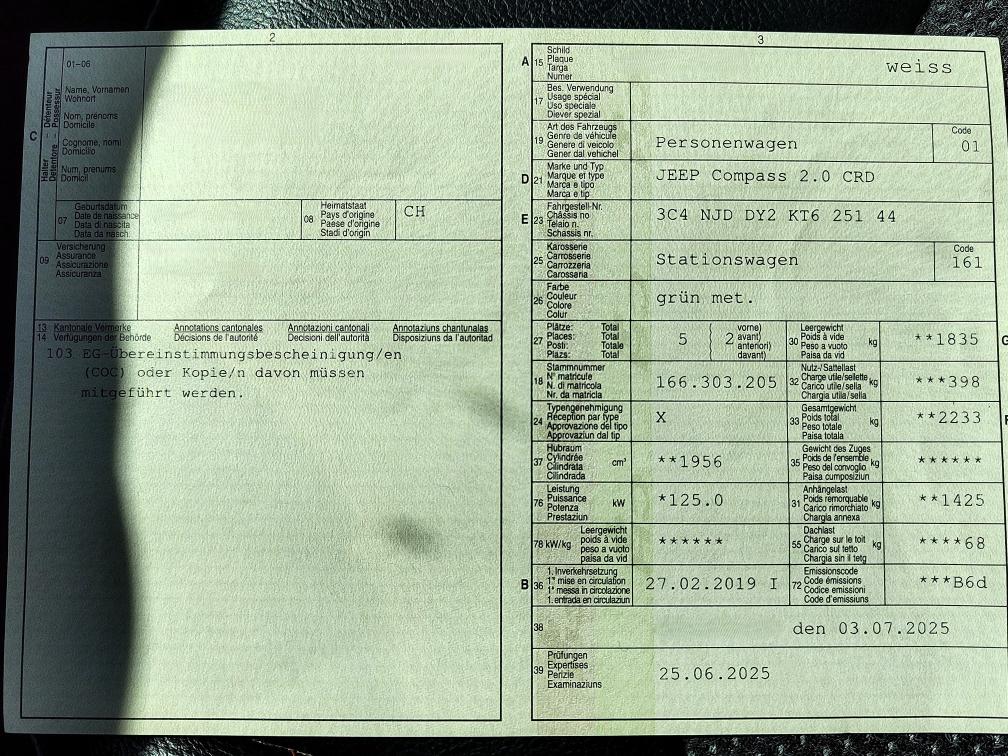 2
01-06
Name, Vornamen
Wohnort
Nom, prénoms
Domicile
Cognome, nomi
Domicilio
Num, prenums
Domicil
C
Halter Détenteur
Detentore Possessur
07
Geburtsdatum
Date de naissance
Data di nascita
Data da nasch.
08
Heimatstaat
Pays d'origine
Paese d'origine
Stadi d'origin
CH
09
Versicherung
Assurance
Assicurazione
Assicuranza
13 Kantonale Vermerke Annotations cantonales Annotazioni cantonali Annotaziuns chantunalas
14 Verfügungen der Behörde Décisions de l'autorité Decisioni dell'autorità Disposiziuns da l'autoritad
103 EG-Übereinstimmungsbescheinigung/en
(COC) oder Kopie/n davon müssen
mitgeführt werden.
3
A 15
Schild
Plaque
Targa
Numer
weiss
17
Bes. Verwendung
Usage spécial
Uso speciale
Diever spezial
19
Art des Fahrzeugs
Genre de véhicule
Genere di veicolo
Gener dal vehichel
Personenwagen
Code
01
D 21
Marke und Typ
Marque et type
Marca e tipo
Marca e tip
JEEP Compass 2.0 CRD
E 23
Fahrgestell-Nr.
Châssis no
Telaio n.
Schassis nr.
3C4 NJD DY2 KT6 251 44
25
Karosserie
Carrosserie
Carrozzeria
Carossaria
Stationswagen
Code
161
26
Farbe
Couleur
Colore
Colur
grün met.
27
Plätze: Total
Places: Total
Posti: Totale
Plazs: Total
5
2
vorne)
avant)
anteriori)
davant)
30
Leergewicht
Poids à vide
Peso a vuoto
Paisa da vid
kg
**1835
G
18
Stammnummer
N° matricule
N. di matricola
Nr. da matricla
166.303.205
32
Nutz-/Sattellast
Charge utile/sellette
Carico utile/sella
Chargia utila/sella
kg
***398
24
Typengenehmigung
Réception par type
Approvazione del tipo
Approvaziun dal tip
X
33
Gesamtgewicht
Poids total
Peso totale
Paisa totala
kg
**2233
F
37
Hubraum
Cylindrée
Cilindrata
Cilindrada
cm³
**1956
35
Gewicht des Zuges
Poids de l'ensemble
Peso del convoglio
Paisa cumposiziun
kg
******
76
Leistung
Puissance
Potenza
Prestaziun
kW
*125.0
31
Anhängelast
Poids remorquable
Carico rimorchiato
Chargia annexa
kg
**1425
78 kW/kg
Leergewicht
poids à vide
peso a vuoto
paisa da vid
******
55
Dachlast
Charge sur le toit
Carico sul tetto
Chargia sin il tetg
kg
****68
B 36
1. Inverkehrsetzung
1re mise en circulation
1a messa in circolazione
1. entrada en circulaziun
27.02.2019 I
72
Emissionscode
Code émissions
Codice emissioni
Code d'emissiuns
***B6d
38
den 03.07.2025
39
Prüfungen
Expertises
Perizie
Examinaziuns
25.06.2025